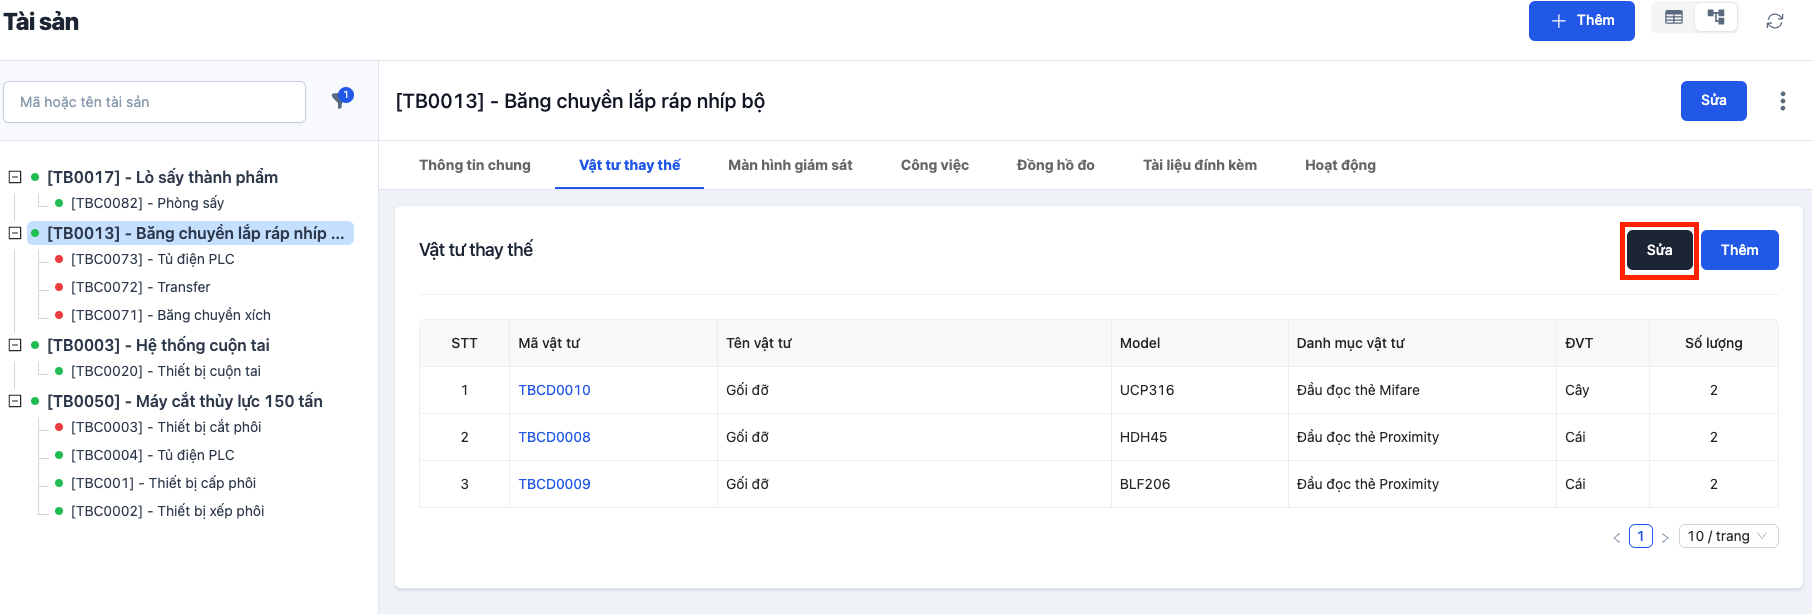 Tài sản
Thêm
Mã hoặc tên tài sản
1
[TB0013] - Băng chuyền lắp ráp nhíp bộ
Sửa
Thông tin chung
Vật tư thay thế
Màn hình giám sát
Công việc
Đồng hồ đo
Tài liệu đính kèm
Hoạt động
[TB0017] - Lò sấy thành phẩm
[TBC0082] - Phòng sấy
[TB0013] - Băng chuyền lắp ráp nhíp ...
[TBC0073] - Tủ điện PLC
[TBC0072] - Transfer
[TBC0071] - Băng chuyền xích
[TB0003] - Hệ thống cuộn tai
[TBC0020] - Thiết bị cuộn tai
[TB0050] - Máy cắt thủy lực 150 tấn
[TBC0003] - Thiết bị cắt phôi
[TBC0004] - Tủ điện PLC
[TBC001] - Thiết bị cấp phôi
[TBC0002] - Thiết bị xếp phôi
Vật tư thay thế
Sửa
Thêm
STT Mã vật tư Tên vật tư Model Danh mục vật tư ĐVT Số lượng
1 TBCD0010 Gối đỡ UCP316 Đầu đọc thẻ Mifare Cây 2
2 TBCD0008 Gối đỡ HDH45 Đầu đọc thẻ Proximity Cái 2
3 TBCD0009 Gối đỡ BLF206 Đầu đọc thẻ Proximity Cái 2
< 1 > 10 / trang